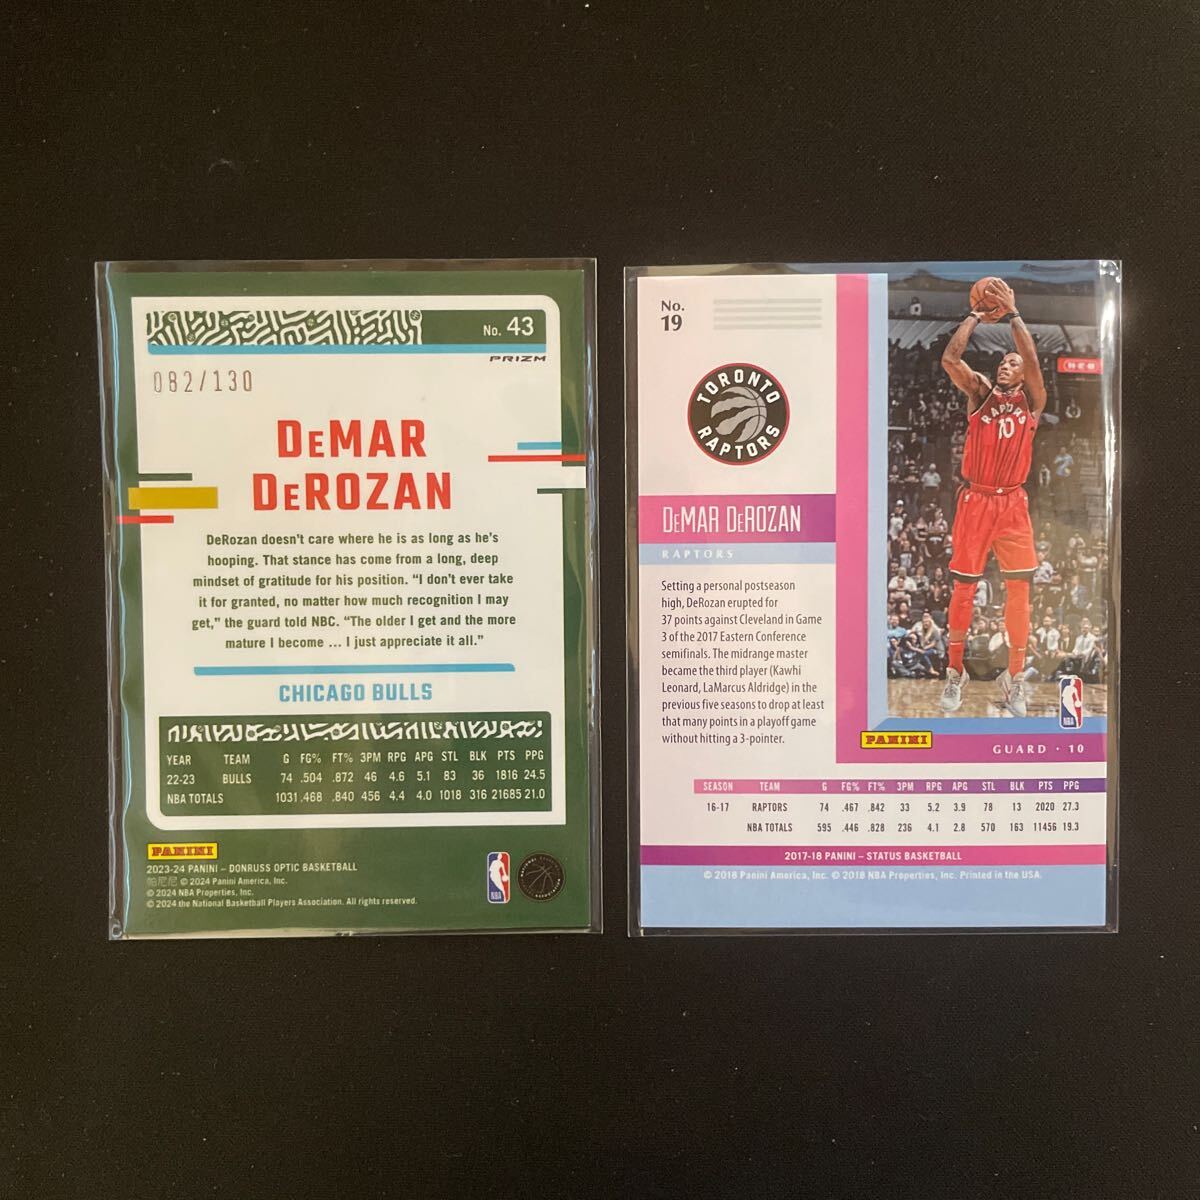 No. 43
PRIZM
082/130
DEMAR
DEROZAN
DeRozan doesn't care where he is as long as he's
hooping. That stance has come from a long, deep
mindset of gratitude for his position. "I don't ever take
it for granted, no matter how much recognition I may
get," the guard told NBC. "The older I get and the more
mature I become ... I just appreciate it all."
CHICAGO BULLS
YEAR TEAM G FG% FT% 3PM RPG APG STL BLK PTS PPG
22-23 BULLS 74 .504 .872 46 4.6 5.1 83 36 1816 24.5
NBA TOTALS 1031 .468 .840 456 4.4 4.0 1018 316 21685 21.0
PANINI
2023-24 PANINI – DONRUSS OPTIC BASKETBALL
帕尼尼 © 2024 Panini America, Inc.
© 2024 NBA Properties, Inc.
© 2024 the National Basketball Players Association. All rights reserved.
NBA
No.
19
TORONTO
RAPTORS
DEMAR DEROZAN
RAPTORS
Setting a personal postseason
high, DeRozan erupted for
37 points against Cleveland in Game
3 of the 2017 Eastern Conference
semifinals. The midrange master
became the third player (Kawhi
Leonard, LaMarcus Aldridge) in the
previous five seasons to drop at least
that many points in a playoff game
without hitting a 3-pointer.
RAPTORS
10
NBA
PANINI
GUARD · 10
SEASON TEAM G FG% FT% 3PM RPG APG STL BLK PTS PPG
16-17 RAPTORS 74 .467 .842 33 5.2 3.9 78 13 2020 27.3
NBA TOTALS 595 .446 .828 236 4.1 2.8 570 163 11456 19.3
2017-18 PANINI – STATUS BASKETBALL
© 2018 Panini America, Inc. © 2018 NBA Properties, Inc. Printed in the USA.